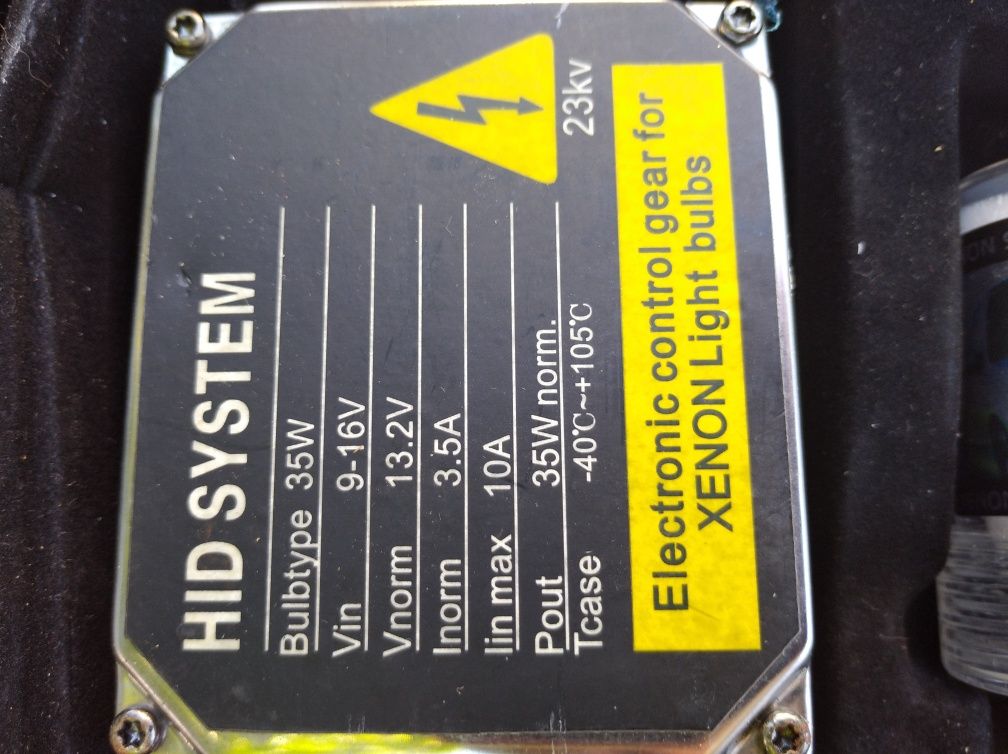 HID SYSTEM
Bulbtype 35W
Vin 9-16V
Vnorm 13.2V
Inorm 3.5A
Iin max 10A
Pout 35W norm.
Tcase -40℃~+105℃
23kv
Electronic control gear for
XENON Light bulbs